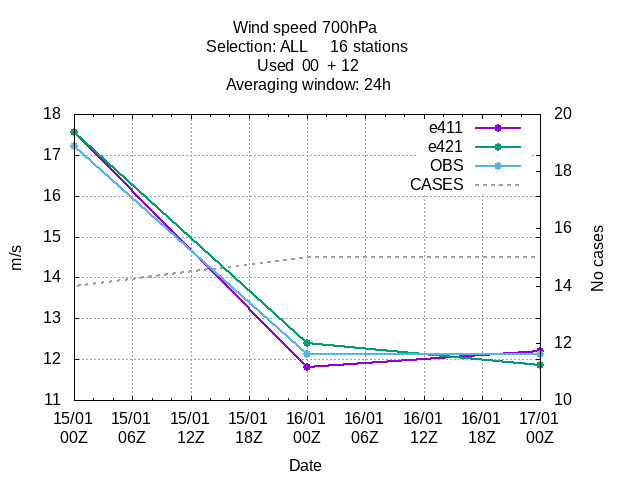 Wind speed 700hPa
Selection: ALL 16 stations
Used 00 + 12
Averaging window: 24h
18 20
e411
e421
17
OBS
18
CASES
16
16
15
m/s
No cases
14 14
13
12
12
11 10
15/01 15/01 15/01 15/01 16/01 16/01 16/01 16/01 17/01
00Z 06Z 12Z 18Z 00Z 06Z 12Z 18Z 00Z
Date